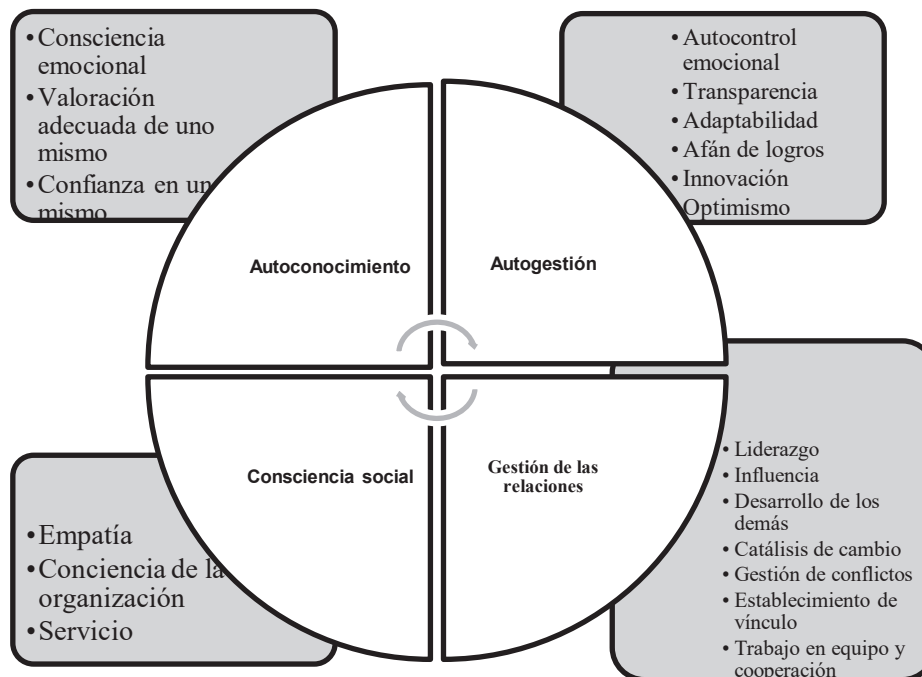 •Consciencia
emocional
•Valoración
adecuada de uno
mismo
•Confianza en un
mismo
• Autocontrol
emocional
• Transparencia
• Adaptabilidad
• Afán de logros
• Innovación
Optimismo
Autoconocimiento
Autogestión
Consciencia social
Gestión de las
relaciones
•Empatía
•Conciencia de la
organización
•Servicio
• Liderazgo
• Influencia
• Desarrollo de los
demás
• Catálisis de cambio
• Gestión de conflictos
• Establecimiento de
vínculo
• Trabajo en equipo y
cooperación